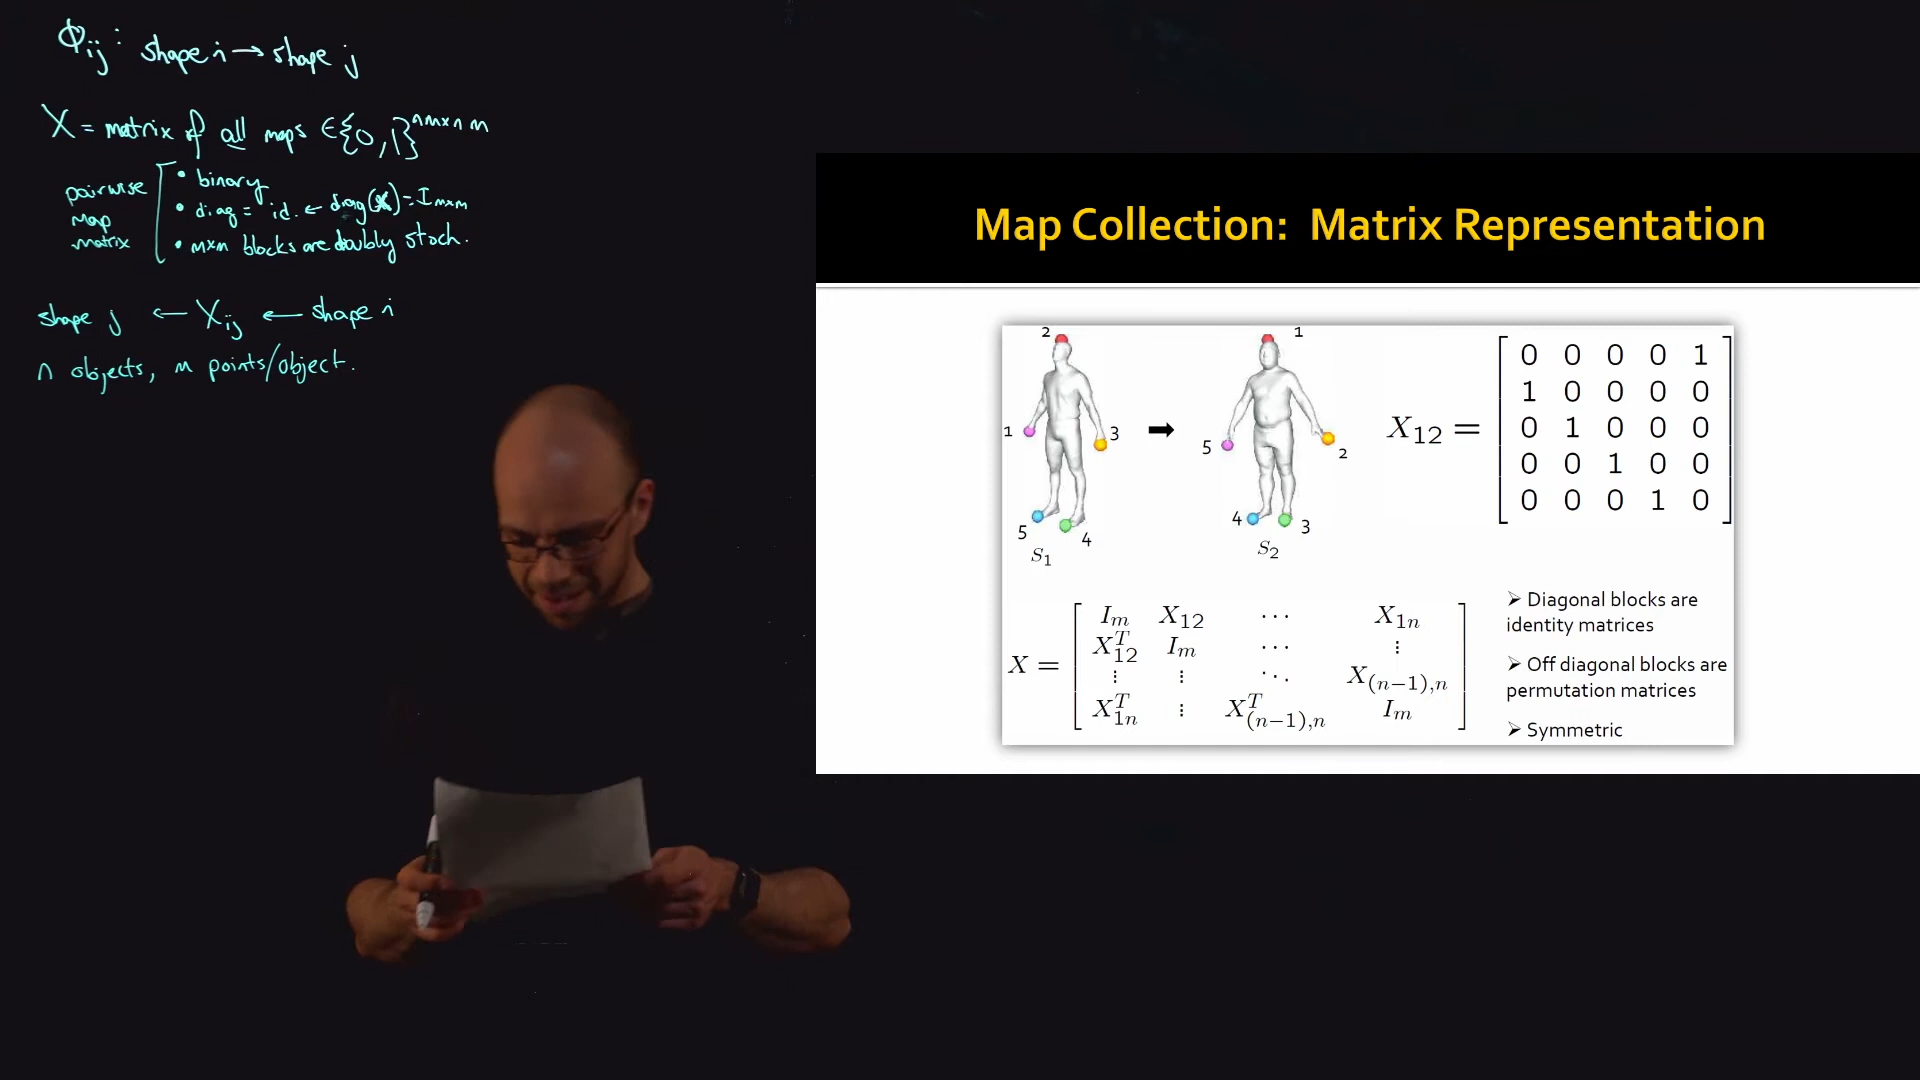 Φij : shape i → shape j
X = matrix of all maps ∈ {0,1}^nm×nm
pairwise map matrix
• binary
• diag = id. ← diag(X) = I m×m
• m×m blocks are doubly stoch.
shape j ← Xij ← shape i
n objects, m points/object.
Map Collection: Matrix Representation
2 1
1 3 5 2
5 4 4 3
S1 S2
X12 =
0 0 0 0 1
1 0 0 0 0
0 1 0 0 0
0 0 1 0 0
0 0 0 1 0
X =
Im X12 ⋯ X1n
X12^T Im ⋯ ⋮
⋮ ⋮ ⋱ X(n−1),n
X1n^T ⋮ X(n−1),n^T Im
➢ Diagonal blocks are
identity matrices
➢ Off diagonal blocks are
permutation matrices
➢ Symmetric